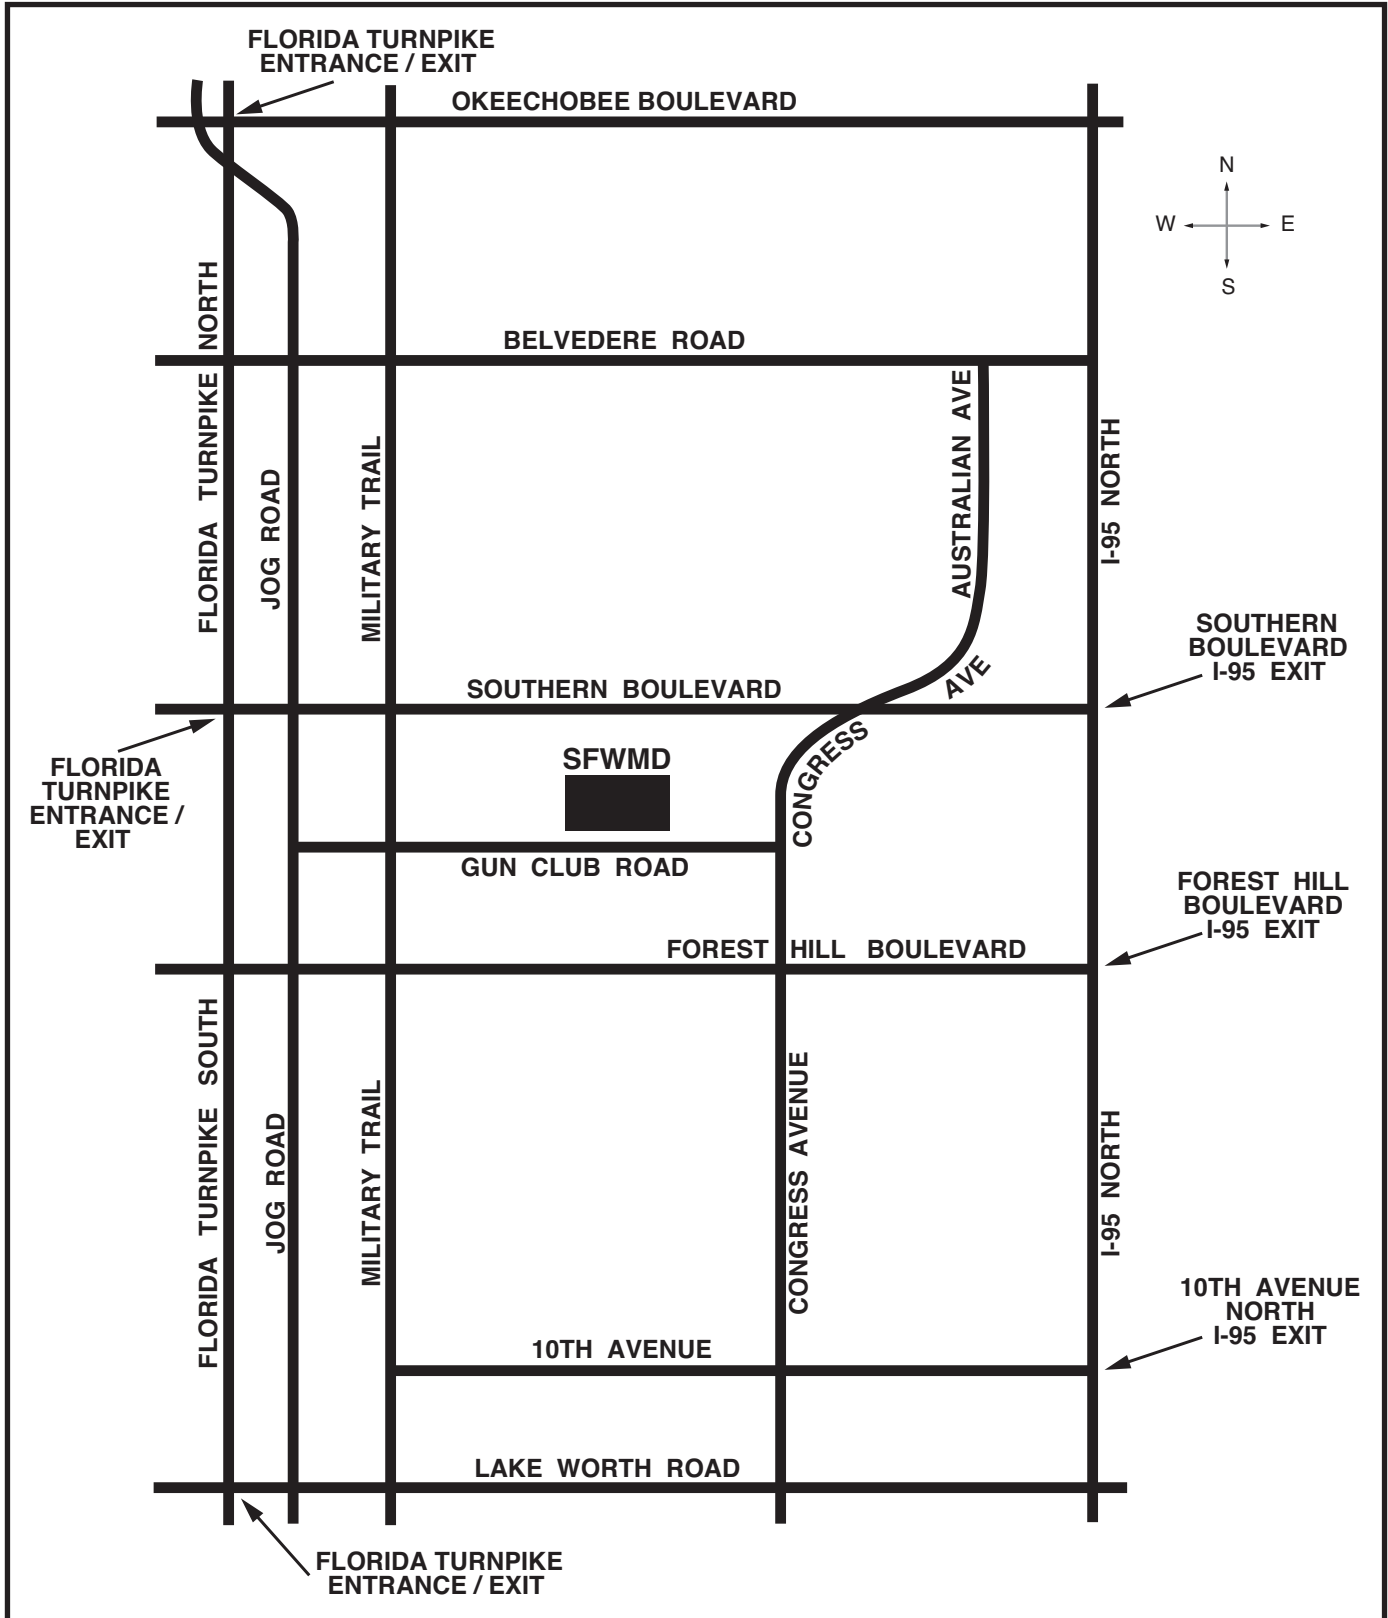 FLORIDA TURNPIKE
ENTRANCE / EXIT
OKEECHOBEE BOULEVARD
N
W
E
S
FLORIDA TURNPIKE NORTH
BELVEDERE ROAD
JOG ROAD
MILITARY TRAIL
AUSTRALIAN AVE
I-95 NORTH
SOUTHERN
BOULEVARD
I-95 EXIT
SOUTHERN BOULEVARD
CONGRESS AVE
FLORIDA
TURNPIKE
ENTRANCE /
EXIT
SFWMD
GUN CLUB ROAD
FOREST HILL
BOULEVARD
I-95 EXIT
FOREST HILL BOULEVARD
FLORIDA TURNPIKE SOUTH
JOG ROAD
MILITARY TRAIL
CONGRESS AVENUE
I-95 NORTH
10TH AVENUE
NORTH
I-95 EXIT
10TH AVENUE
LAKE WORTH ROAD
FLORIDA TURNPIKE
ENTRANCE / EXIT